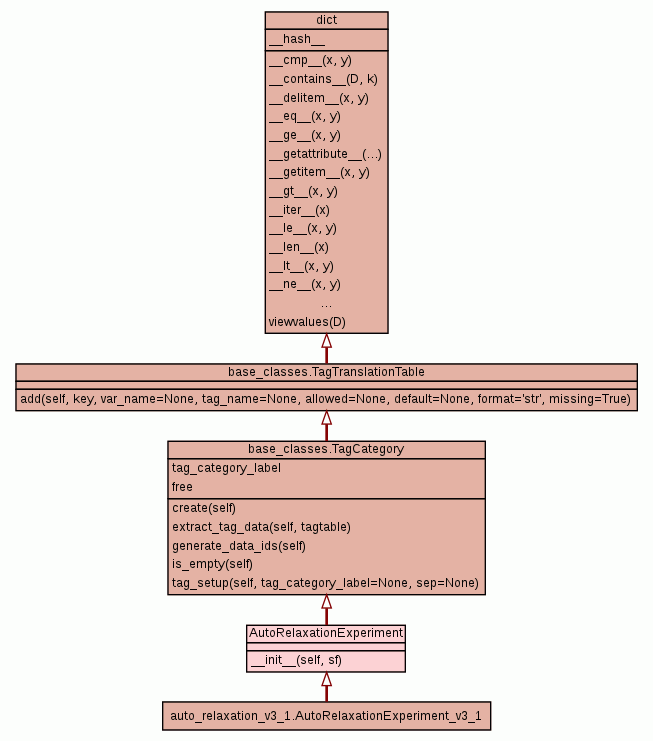 dict
__hash__
__cmp__(x, y)
__contains__(D, k)
__delitem__(x, y)
__eq__(x, y)
__ge__(x, y)
__getattribute__(...)
__getitem__(x, y)
__gt__(x, y)
__iter__(x)
__le__(x, y)
__len__(x)
__lt__(x, y)
__ne__(x, y)
...
viewvalues(D)
base_classes.TagTranslationTable
add(self, key, var_name=None, tag_name=None, allowed=None, default=None, format='str', missing=True)
base_classes.TagCategory
tag_category_label
free
create(self)
extract_tag_data(self, tagtable)
generate_data_ids(self)
is_empty(self)
tag_setup(self, tag_category_label=None, sep=None)
AutoRelaxationExperiment
__init__(self, sf)
auto_relaxation_v3_1.AutoRelaxationExperiment_v3_1